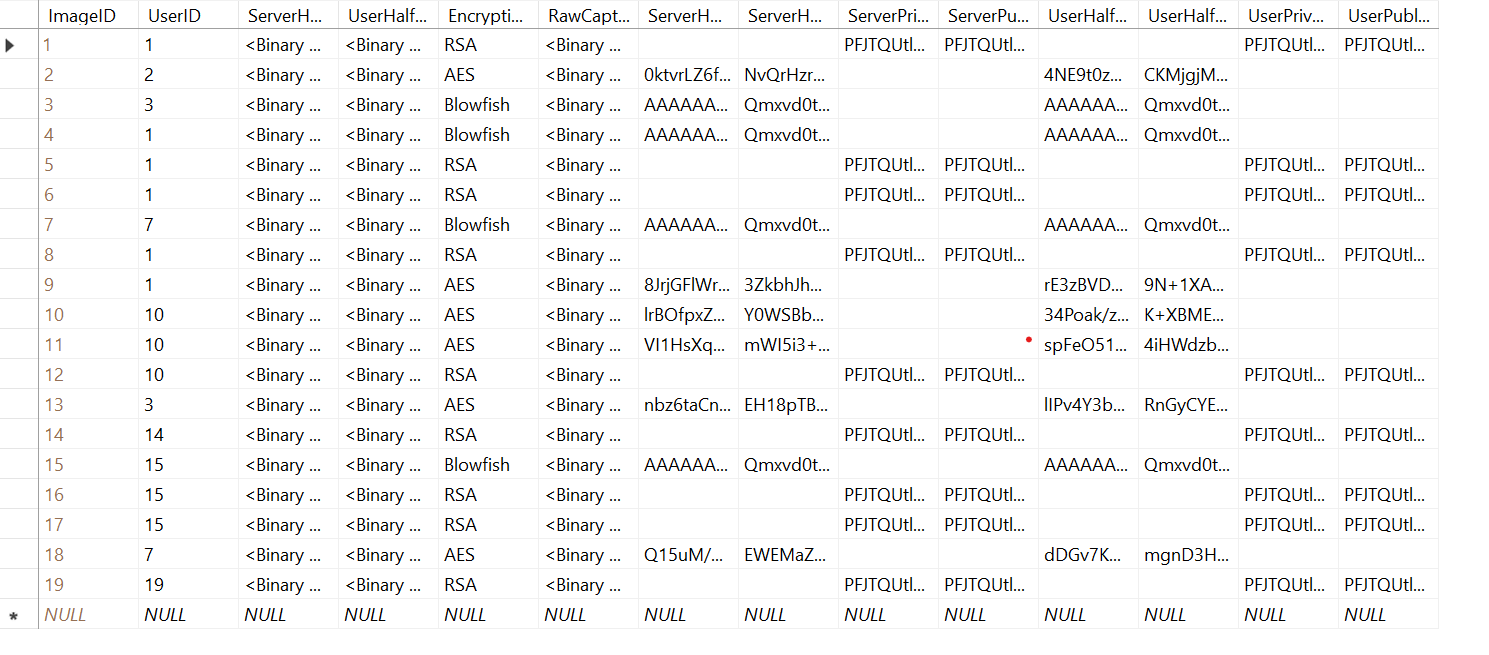 ImageID UserID ServerH... UserHalf... Encrypti... RawCapt... ServerH... ServerH... ServerPri... ServerPu... UserHalf... UserHalf... UserPriv... UserPubl...
1 1 <Binary ... <Binary ... RSA <Binary ... PFJTQUtl... PFJTQUtl... PFJTQUtl... PFJTQUtl...
2 2 <Binary ... <Binary ... AES <Binary ... 0ktvrLZ6f... NvQrHzr... 4NE9t0z... CKMjgjM...
3 3 <Binary ... <Binary ... Blowfish <Binary ... AAAAAA... Qmxvd0t... AAAAAA... Qmxvd0t...
4 1 <Binary ... <Binary ... Blowfish <Binary ... AAAAAA... Qmxvd0t... AAAAAA... Qmxvd0t...
5 1 <Binary ... <Binary ... RSA <Binary ... PFJTQUtl... PFJTQUtl... PFJTQUtl... PFJTQUtl...
6 1 <Binary ... <Binary ... RSA <Binary ... PFJTQUtl... PFJTQUtl... PFJTQUtl... PFJTQUtl...
7 7 <Binary ... <Binary ... Blowfish <Binary ... AAAAAA... Qmxvd0t... AAAAAA... Qmxvd0t...
8 1 <Binary ... <Binary ... RSA <Binary ... PFJTQUtl... PFJTQUtl... PFJTQUtl... PFJTQUtl...
9 1 <Binary ... <Binary ... AES <Binary ... 8JrjGFlWr... 3ZkbhJh... rE3zBVD... 9N+1XA...
10 10 <Binary ... <Binary ... AES <Binary ... lrBOfpxZ... Y0WSBb... 34Poak/z... K+XBME...
11 10 <Binary ... <Binary ... AES <Binary ... VI1HsXq... mWI5i3+... spFeO51... 4iHWdzb...
12 10 <Binary ... <Binary ... RSA <Binary ... PFJTQUtl... PFJTQUtl... PFJTQUtl... PFJTQUtl...
13 3 <Binary ... <Binary ... AES <Binary ... nbz6taCn... EH18pTB... lIPv4Y3b... RnGyCYE...
14 14 <Binary ... <Binary ... RSA <Binary ... PFJTQUtl... PFJTQUtl... PFJTQUtl... PFJTQUtl...
15 15 <Binary ... <Binary ... Blowfish <Binary ... AAAAAA... Qmxvd0t... AAAAAA... Qmxvd0t...
16 15 <Binary ... <Binary ... RSA <Binary ... PFJTQUtl... PFJTQUtl... PFJTQUtl... PFJTQUtl...
17 15 <Binary ... <Binary ... RSA <Binary ... PFJTQUtl... PFJTQUtl... PFJTQUtl... PFJTQUtl...
18 7 <Binary ... <Binary ... AES <Binary ... Q15uM/... EWEMaZ... dDGv7K... mgnD3H...
19 19 <Binary ... <Binary ... RSA <Binary ... PFJTQUtl... PFJTQUtl... PFJTQUtl... PFJTQUtl...
NULL NULL NULL NULL NULL NULL NULL NULL NULL NULL NULL NULL NULL NULL